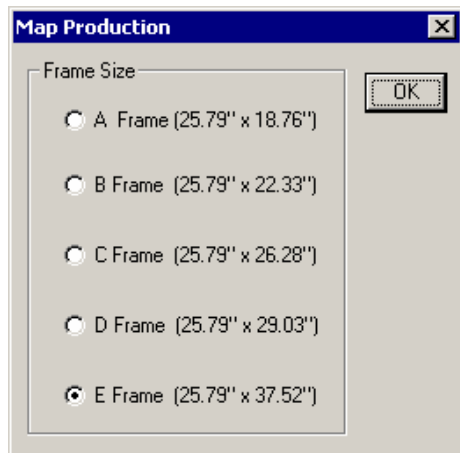 Map Production
Frame Size
OK
A  Frame (25.79" x 18.76")
B Frame  (25.79" x 22.33")
C Frame  (25.79" x 26.28")
D Frame  (25.79" x 29.03")
E Frame  (25.79" x 37.52")